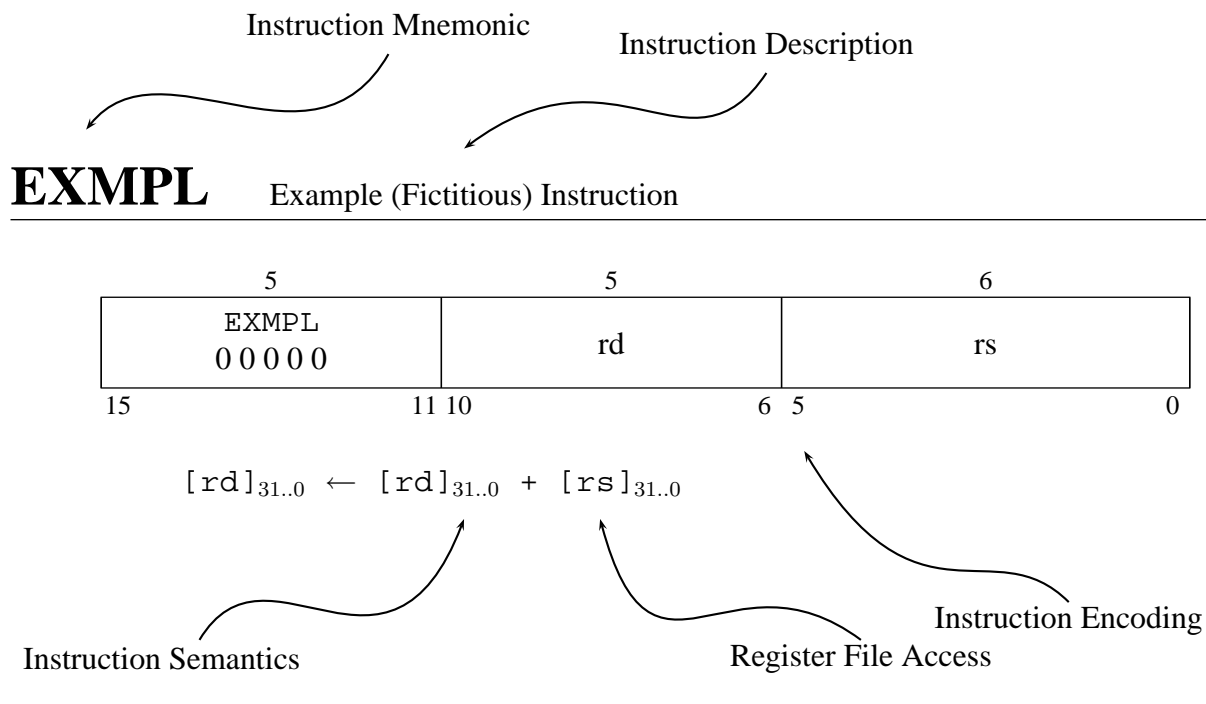 Instruction Mnemonic
Instruction Description
EXMPL Example (Fictitious) Instruction
5 5 6
EXMPL
0 0 0 0 0 rd rs
15 11 10 6 5 0
[rd]31..0 ← [rd]31..0 + [rs]31..0
Instruction Encoding
Instruction Semantics Register File Access